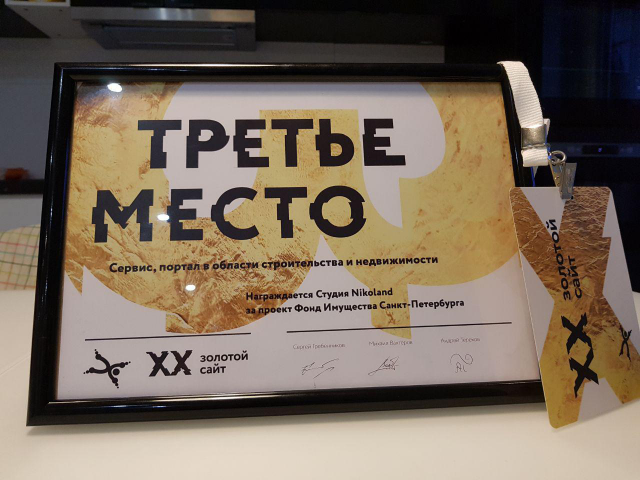 ТРЕТЬЕ
МЕСТО
Сервис, портал в области строительства и недвижимости
Награждается Студия Nikoland
за проект Фонд Имущества Санкт-Петербурга
XX золотой
сайт
золотой
сайт
XX